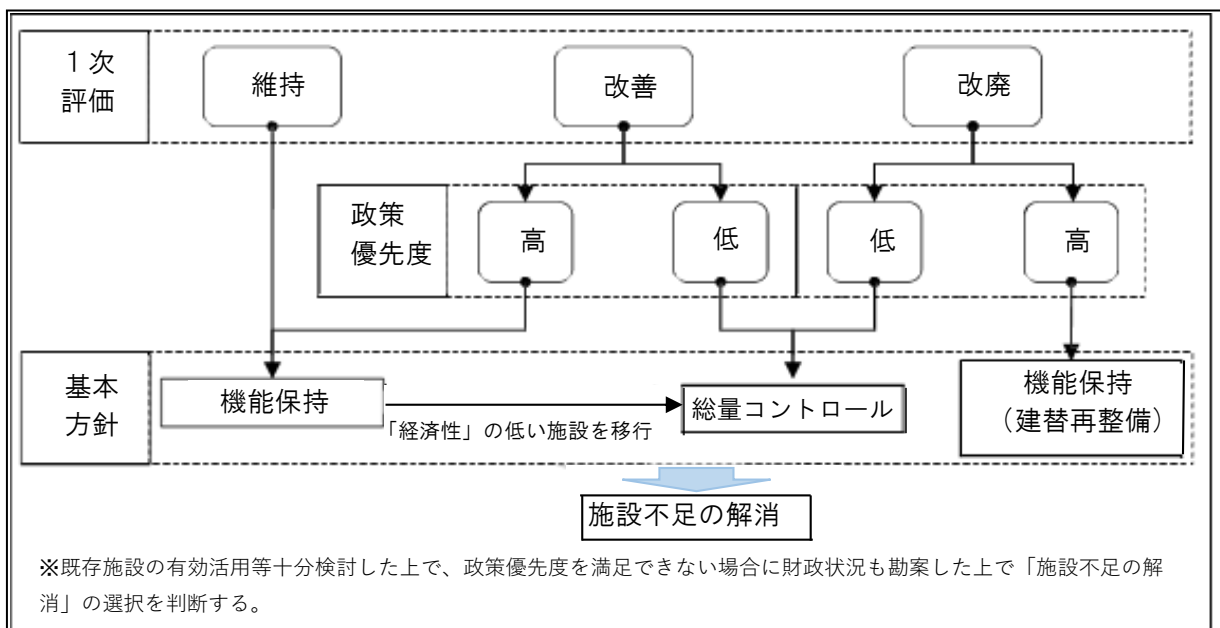 １次
評価
維持
改善
改廃
政策
優先度
高
低
低
高
基本
方針
機能保持
「経済性」の低い施設を移行
総量コントロール
機能保持
（建替再整備）
施設不足の解消
※既存施設の有効活用等十分検討した上で、政策優先度を満足できない場合に財政状況も勘案した上で「施設不足の解
消」の選択を判断する。